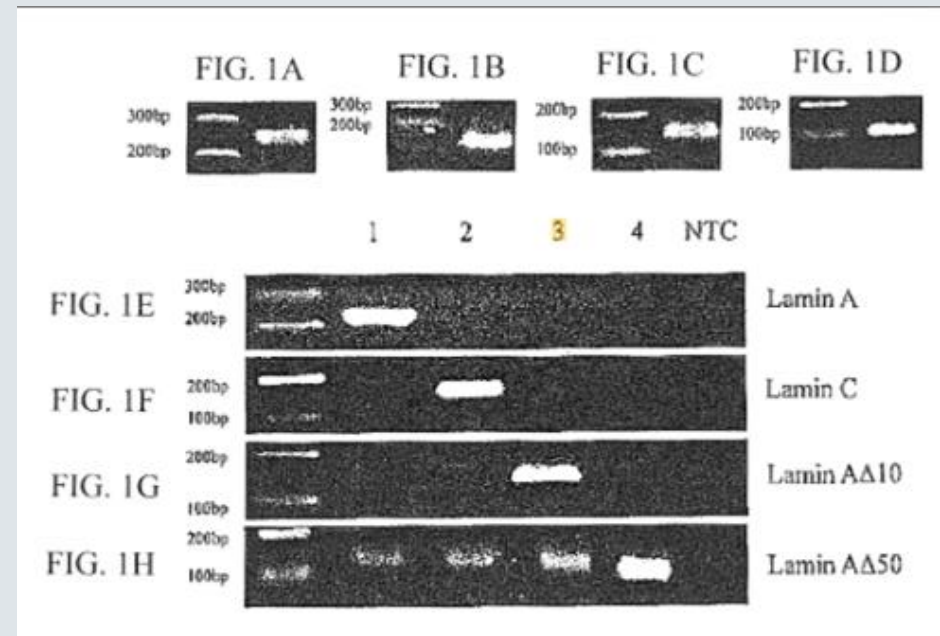 FIG. 1A FIG. 1B FIG. 1C FIG. 1D
300bp 300bp 200bp 200bp
200bp 200bp 100bp 100bp
1 2 3 4 NTC
FIG. 1E 300bp Lamin A
200bp
FIG. 1F 200bp Lamin C
100bp
FIG. 1G 200bp Lamin AΔ10
100bp
FIG. 1H 200bp Lamin AΔ50
100bp